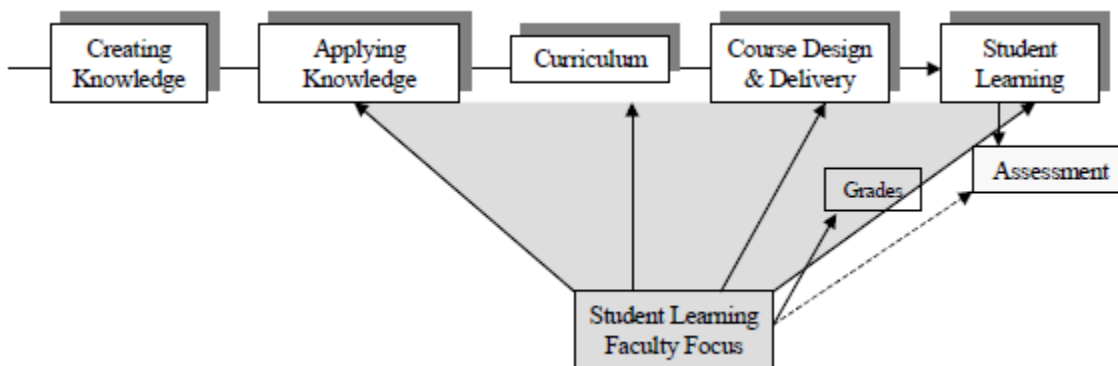 Creating
Knowledge
Applying
Knowledge
Curriculum
Course Design
& Delivery
Student
Learning
Assessment
Grades
Student Learning
Faculty Focus